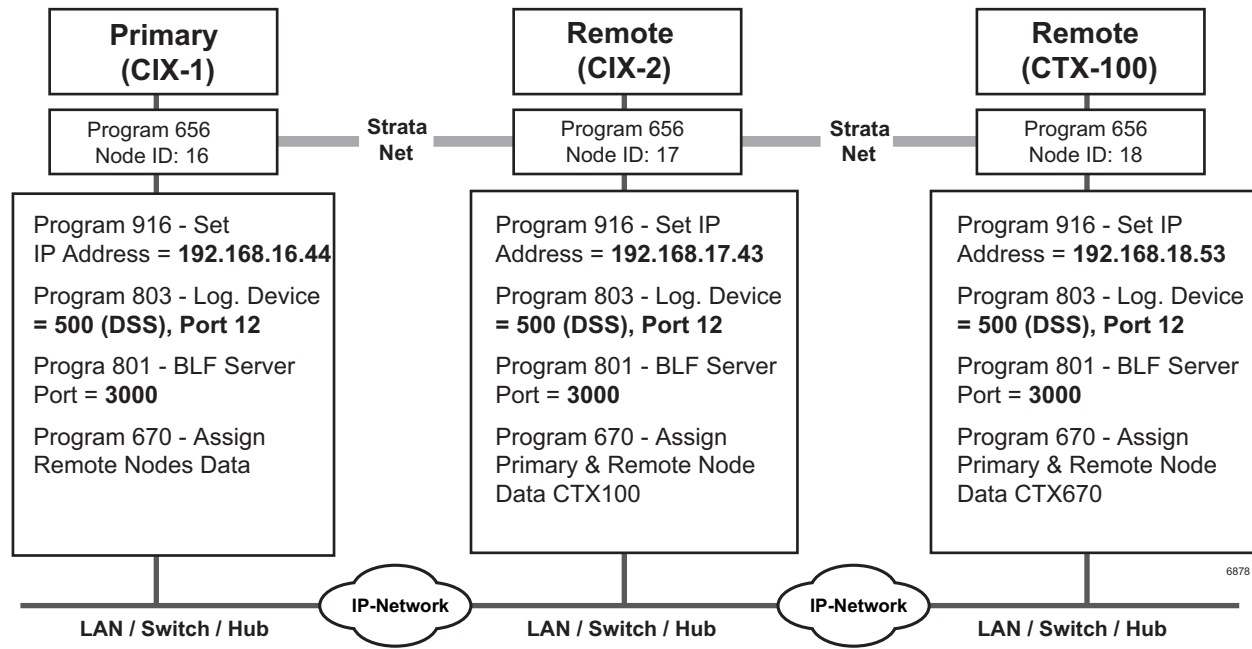 Primary
(CIX-1)
Program 656
Node ID: 16
Program 916 - Set
IP Address = 192.168.16.44
Program 803 - Log. Device
= 500 (DSS), Port 12
Progra 801 - BLF Server
Port = 3000
Program 670 - Assign
Remote Nodes Data
Strata
Net
Remote
(CIX-2)
Program 656
Node ID: 17
Program 916 - Set IP
Address = 192.168.17.43
Program 803 - Log. Device
= 500 (DSS), Port 12
Program 801 - BLF Server
Port = 3000
Program 670 - Assign
Primary & Remote Node
Data CTX100
Strata
Net
Remote
(CTX-100)
Program 656
Node ID: 18
Program 916 - Set IP
Address = 192.168.18.53
Program 803 - Log. Device
= 500 (DSS), Port 12
Program 801 - BLF Server
Port = 3000
Program 670 - Assign
Primary & Remote Node
Data CTX670
6878
IP-Network
IP-Network
LAN / Switch / Hub
LAN / Switch / Hub
LAN / Switch / Hub